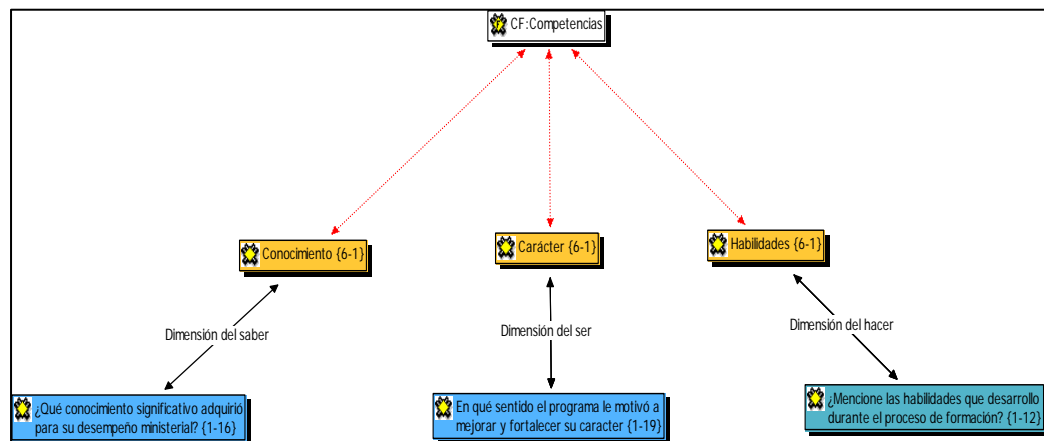 CF:Competencias
Conocimiento {6-1}
Carácter {6-1}
Habilidades {6-1}
Dimensión del saber
Dimensión del ser
Dimensión del hacer
¿Qué conocimiento significativo adquirió
para su desempeño ministerial? {1-16}
En qué sentido el programa le motivó a
mejorar y fortalecer su caracter {1-19}
¿Mencione las habilidades que desarrollo
durante el proceso de formación? {1-12}